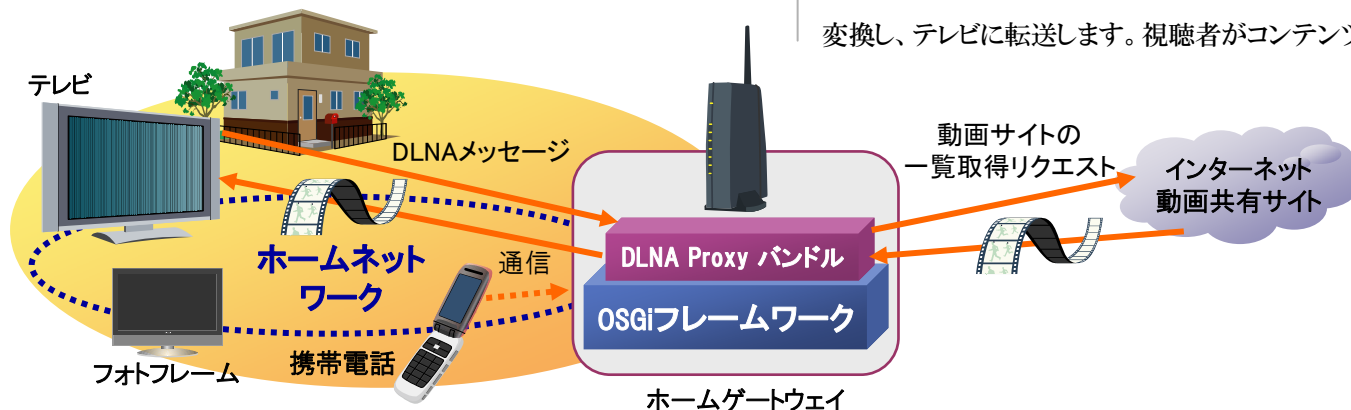 変換し、テレビに転送します。視聴者がコンテンツ
テレビ
DLNAメッセージ
動画サイトの
一覧取得リクエスト
インターネット
動画共有サイト
DLNA Proxy バンドル
ホームネット
ワーク
通信
OSGiフレームワーク
携帯電話
フォトフレーム
ホームゲートウェイ